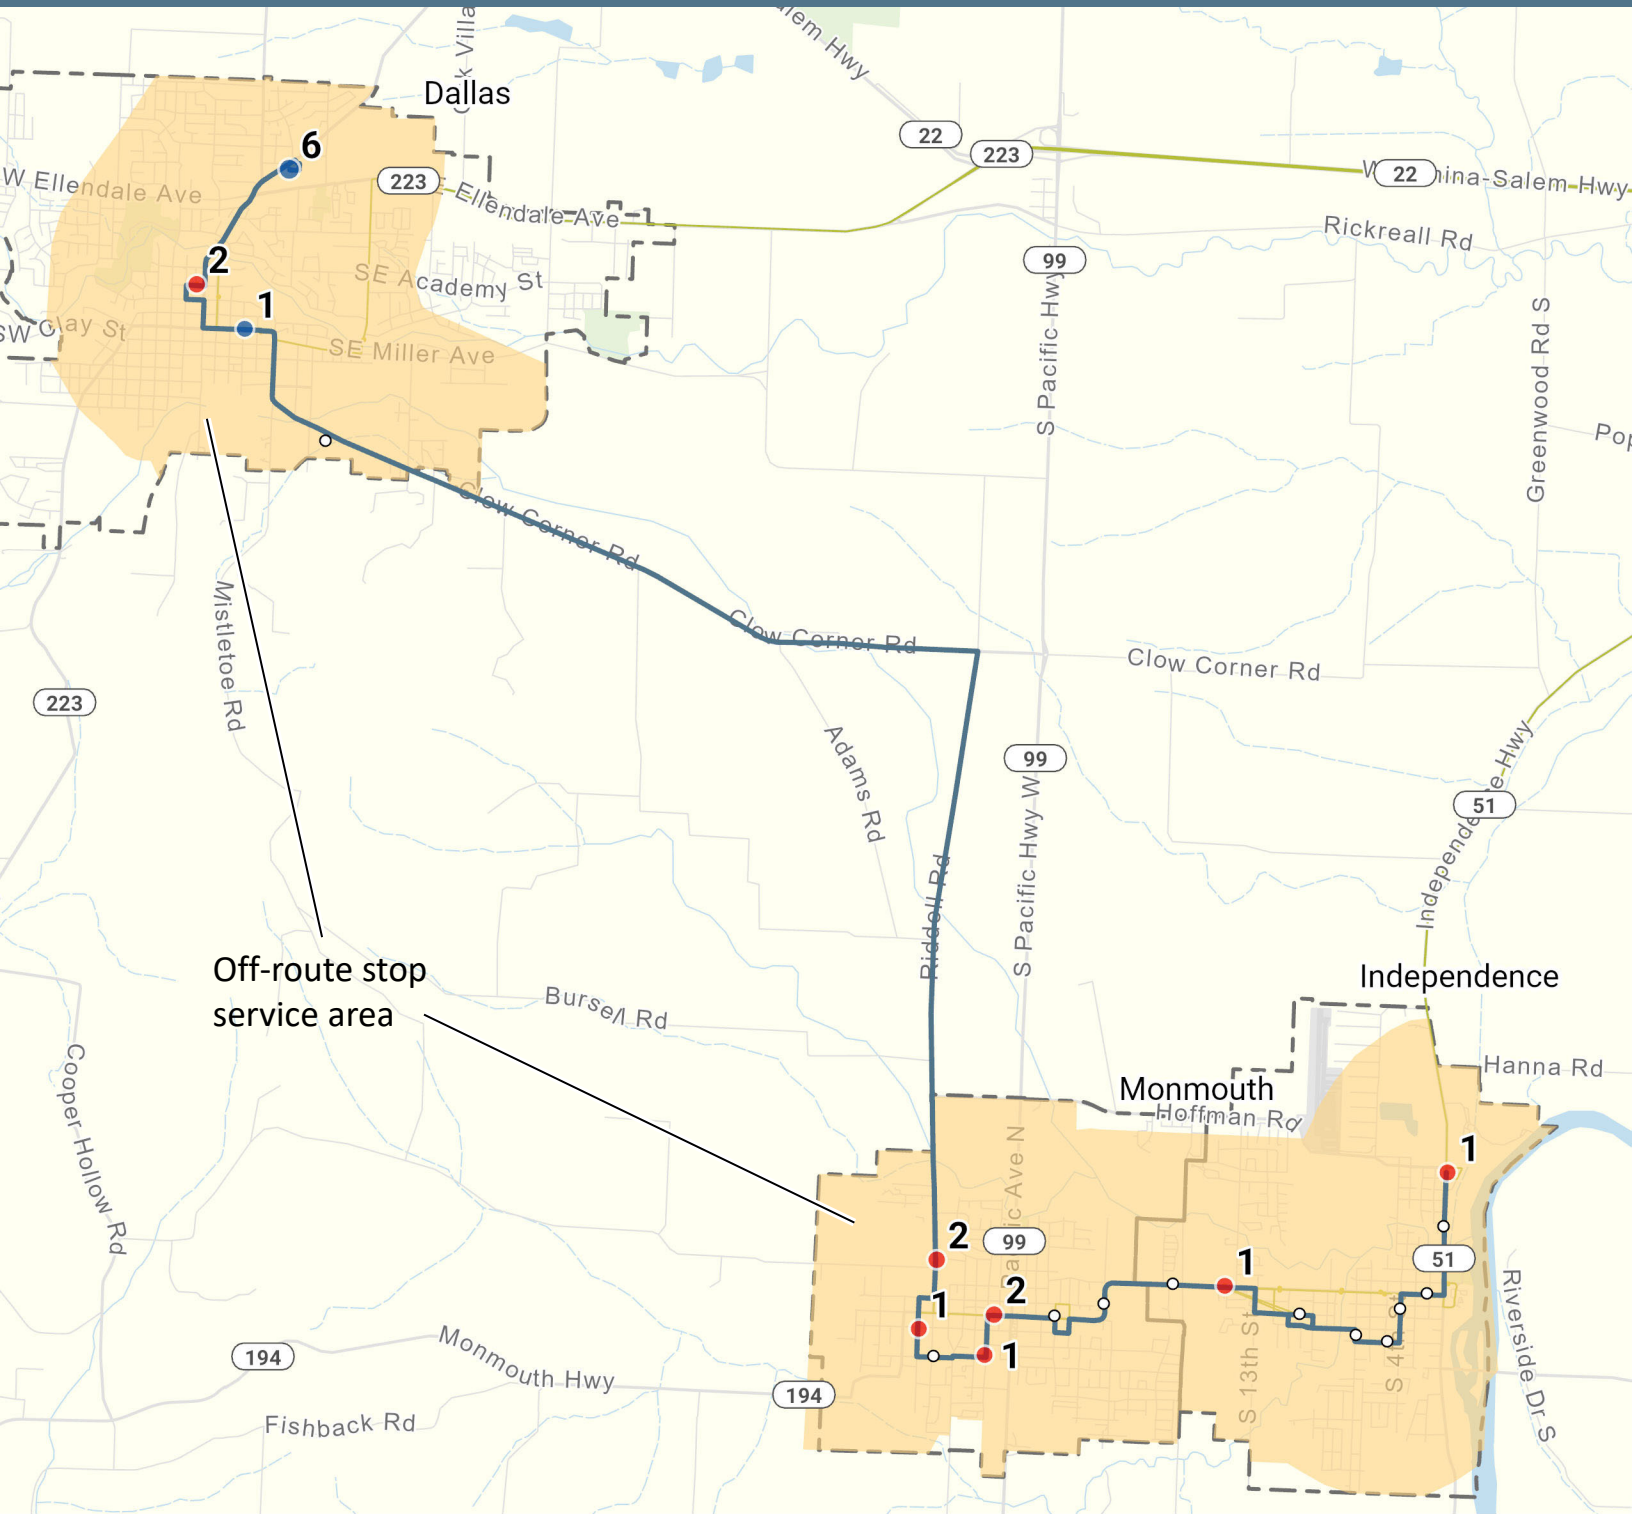 Dallas
6
W Ellendale Ave
223
E Ellendale Ave
2
SE Academy St
1
SW Clay St
SE Miller Ave
22
223
22
Rickreall Rd
99
S Pacific Hwy
Greenwood Rd S
Clow Corner Rd
Clow Corner Rd
Clow Corner Rd
Mistletoe Rd
223
Adams Rd
99
S Pacific Hwy W
51
Independence Hwy
Riddell Rd
Off-route stop
service area
Bursell Rd
Independence
Cooper Hollow Rd
Hanna Rd
Monmouth
Hoffman Rd
1
2
99
1
51
1
2
1
S 13th St
S 4th St
Riverside Dr S
194
Monmouth Hwy
194
Fishback Rd